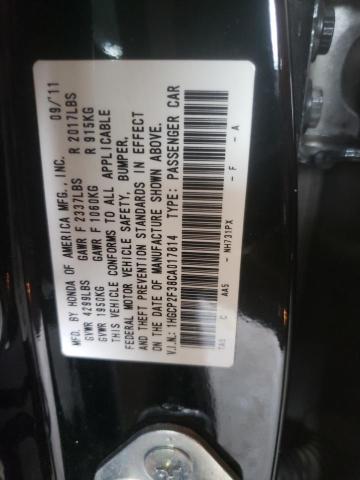 MFD. BY HONDA OF AMERICA MFG., INC. 09/11
GVWR 4299LBS GAWR F 2337LBS R 2017LBS
GVWR 1950KG GAWR F 1060KG R 915KG
THIS VEHICLE CONFORMS TO ALL APPLICABLE
FEDERAL MOTOR VEHICLE SAFETY, BUMPER,
AND THEFT PREVENTION STANDARDS IN EFFECT
ON THE DATE OF MANUFACTURE SHOWN ABOVE.
V.I.N.: 1HGCP2F38CA017814 TYPE: PASSENGER CAR
TA0 C AA5 - NH731PX - F - A